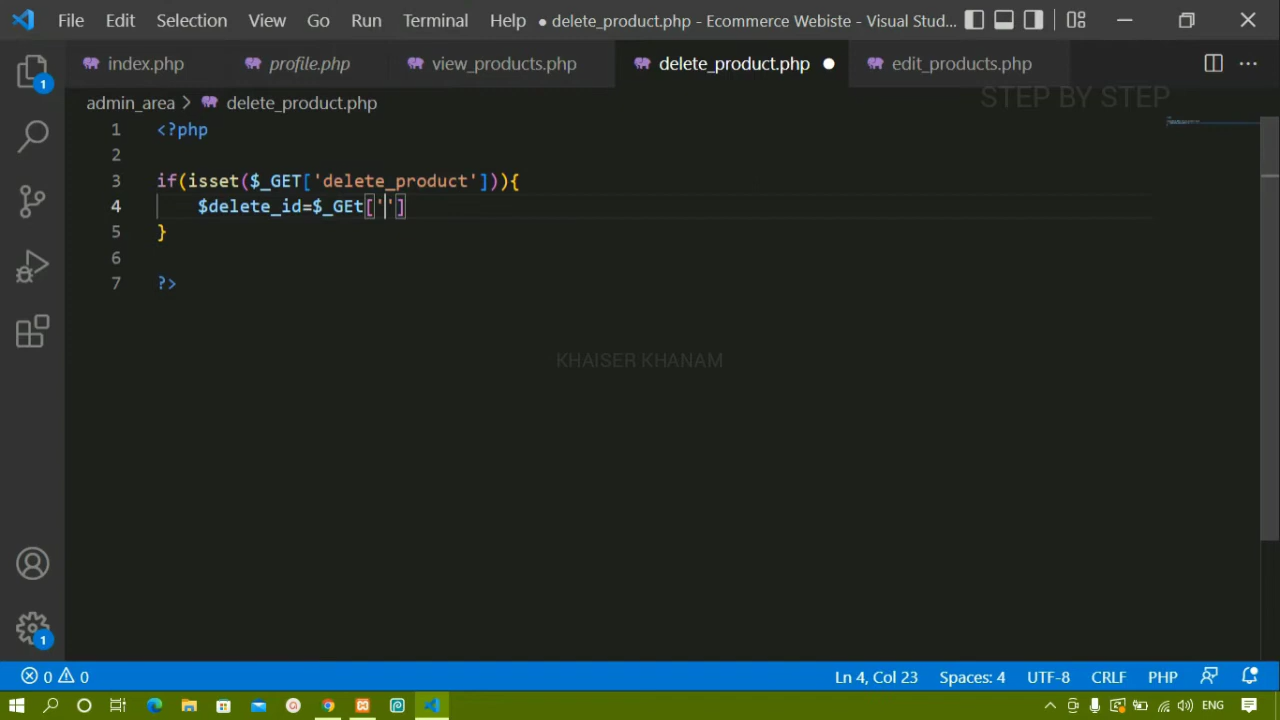 File Edit Selection View Go Run Terminal Help ● delete_product.php - Ecommerce Webiste - Visual Stud...
index.php profile.php view_products.php delete_product.php edit_products.php
STEP BY STEP
admin_area > delete_product.php
1 <?php
2
3 if(isset($_GET['delete_product'])){
4 $delete_id=$_GEt['']
5 }
6
7 ?>
KHAISER KHANAM
1
1
0 0 Ln 4, Col 23 Spaces: 4 UTF-8 CRLF PHP
ENG